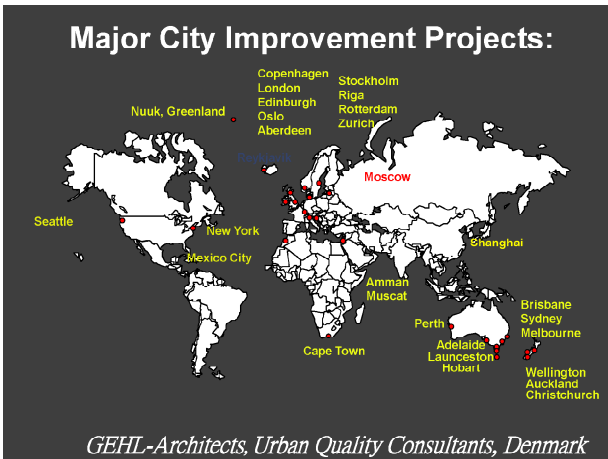 Major City Improvement Projects:
Copenhagen
London
Edinburgh
Oslo
Aberdeen
Stockholm
Riga
Rotterdam
Zurich
Nuuk, Greenland
Moscow
Seattle
New York
Mexico City
Shanghai
Amman
Muscat
Cape Town
Perth
Adelaide
Launceston
Hobart
Brisbane
Sydney
Melbourne
Wellington
Auckland
Christchurch
GEHL-Architects, Urban Quality Consultants, Denmark